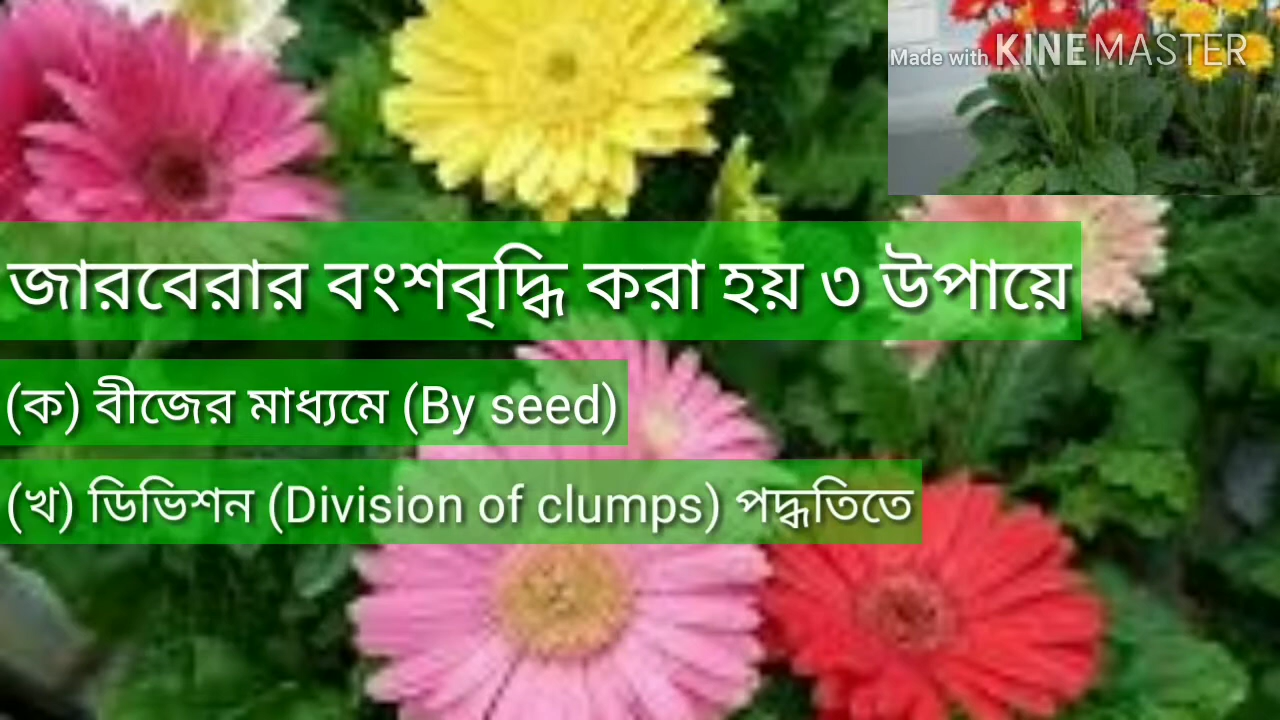 Made with KINEMASTER
জারবেরার বংশবৃদ্ধি করা হয় ৩ উপায়ে
(ক) বীজের মাধ্যমে (By seed)
(খ) ডিভিশন (Division of clumps) পদ্ধতিতে